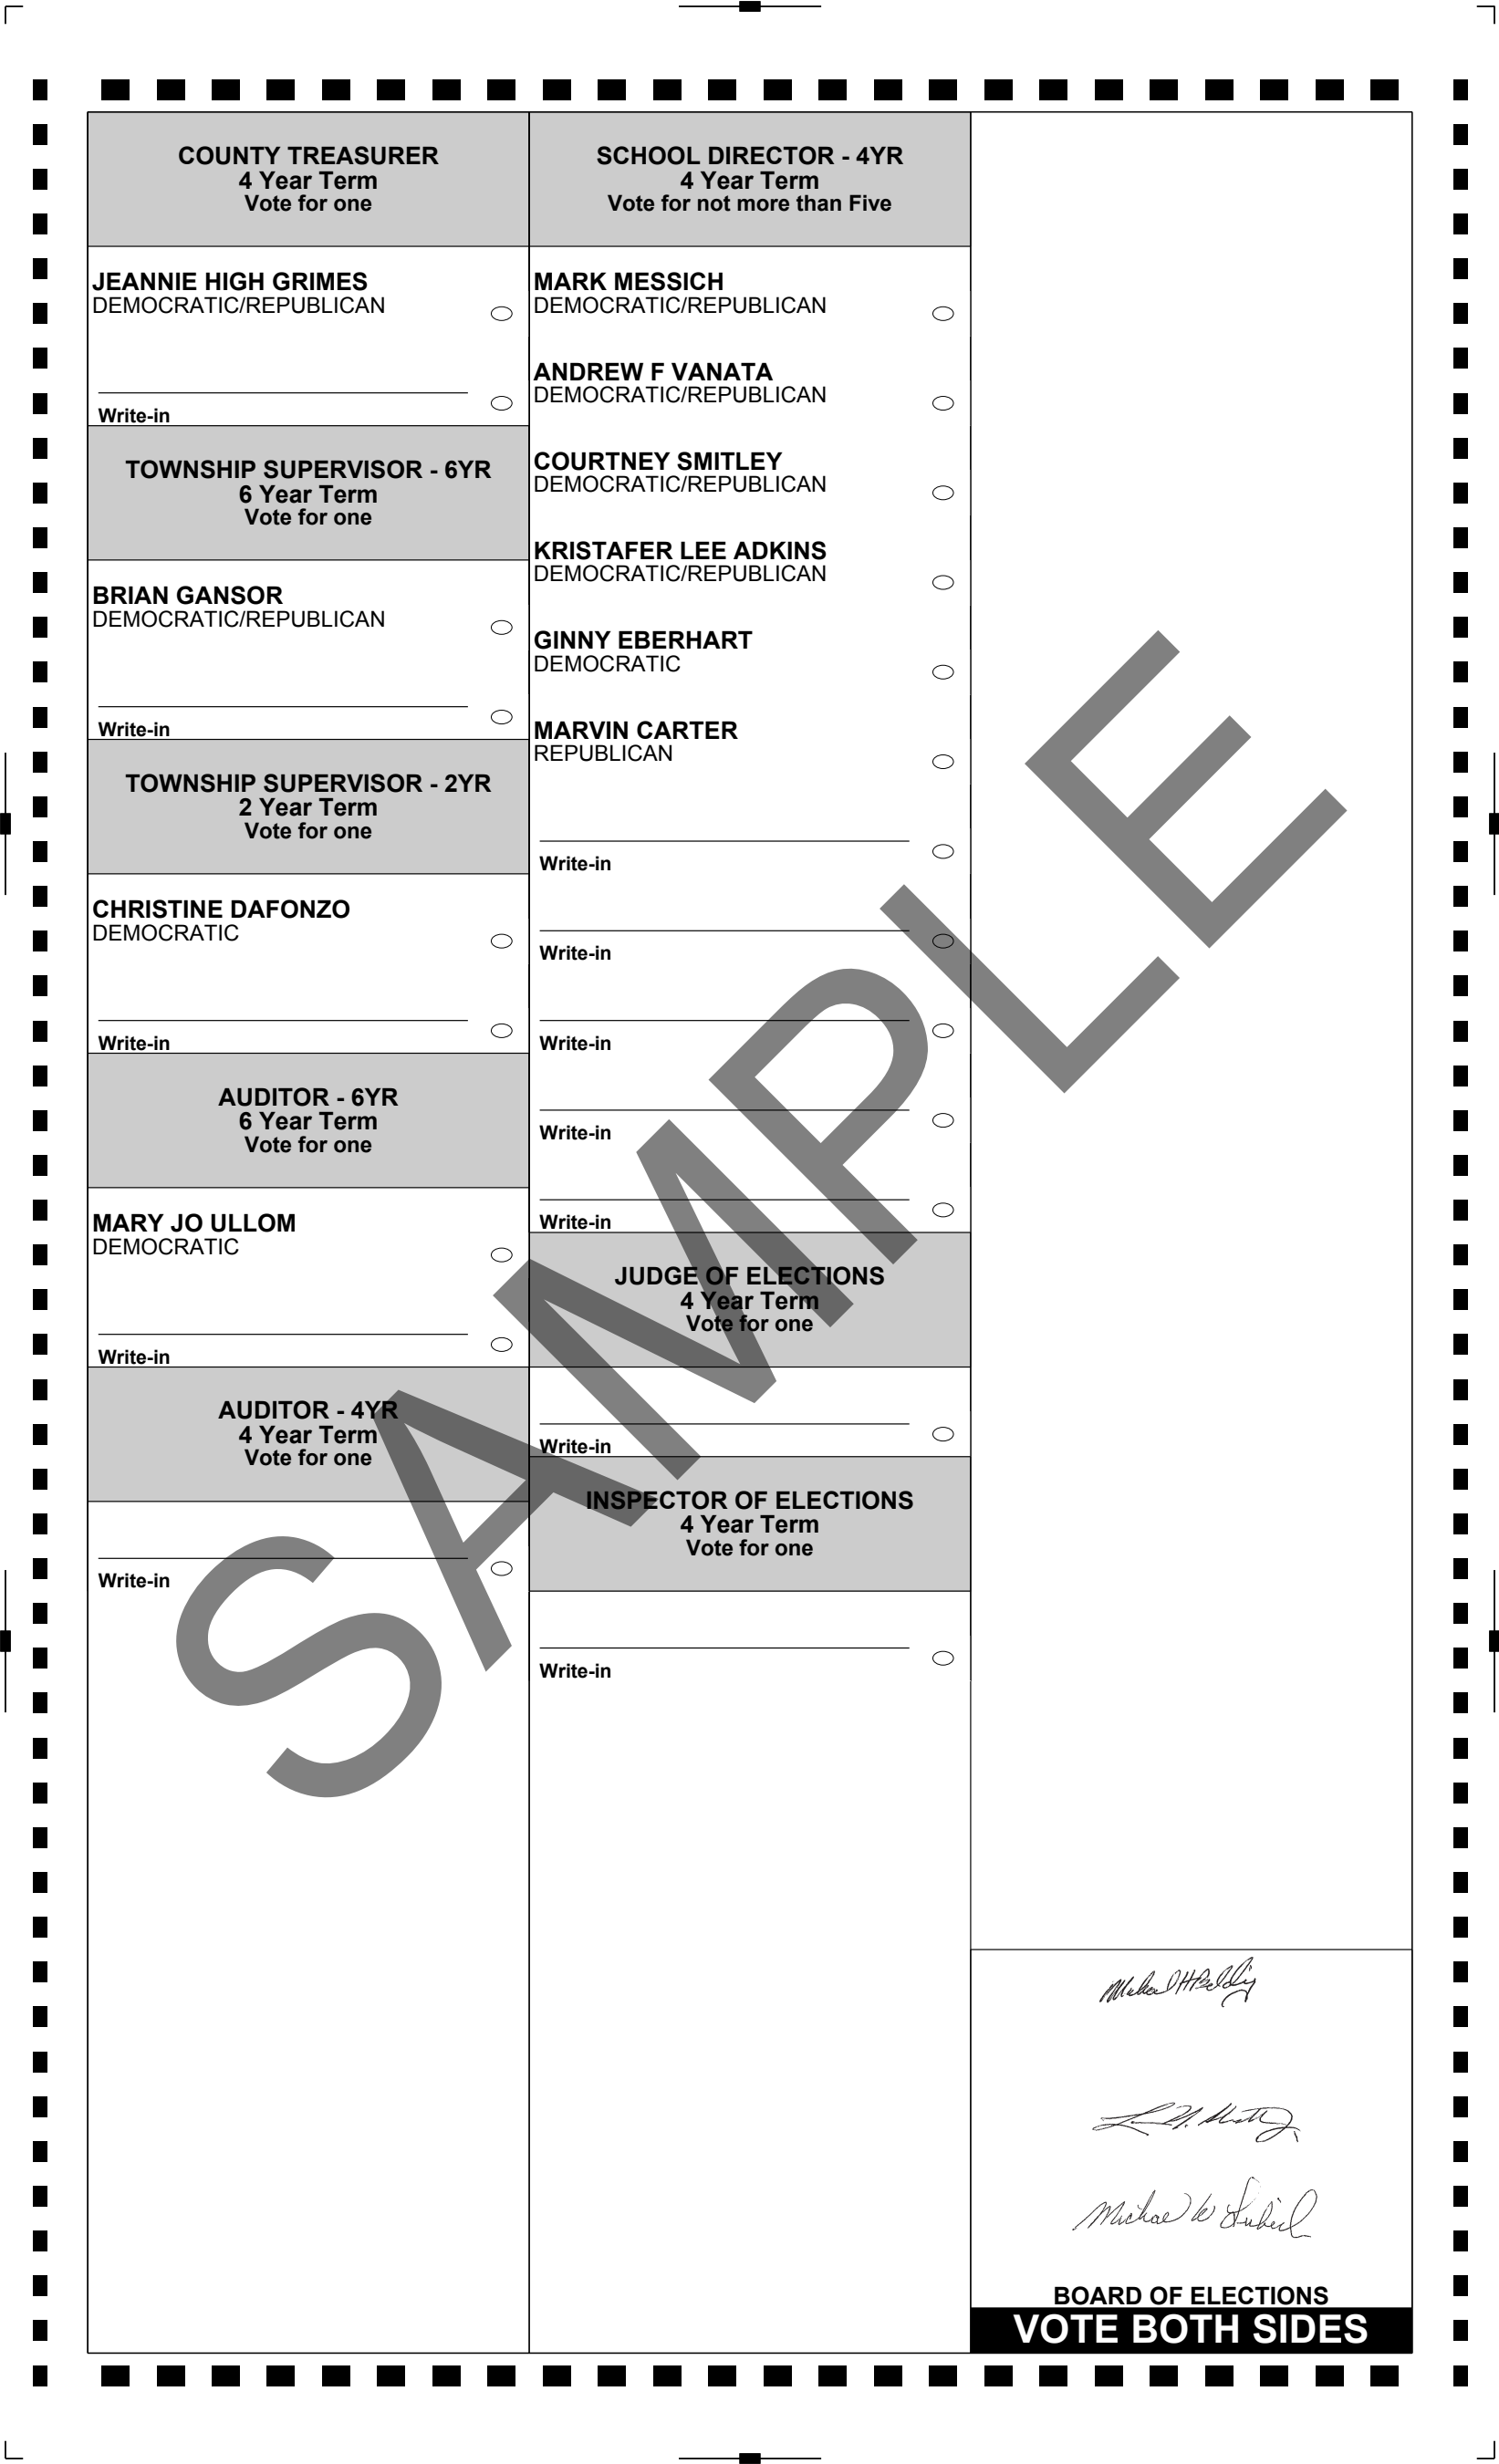 COUNTY TREASURER
4 Year Term
Vote for one
JEANNIE HIGH GRIMES
DEMOCRATIC/REPUBLICAN
Write-in
TOWNSHIP SUPERVISOR - 6YR
6 Year Term
Vote for one
BRIAN GANSOR
DEMOCRATIC/REPUBLICAN
Write-in
TOWNSHIP SUPERVISOR - 2YR
2 Year Term
Vote for one
CHRISTINE DAFONZO
DEMOCRATIC
Write-in
AUDITOR - 6YR
6 Year Term
Vote for one
MARY JO ULLOM
DEMOCRATIC
Write-in
AUDITOR - 4YR
4 Year Term
Vote for one
Write-in
SCHOOL DIRECTOR - 4YR
4 Year Term
Vote for not more than Five
MARK MESSICH
DEMOCRATIC/REPUBLICAN
ANDREW F VANATA
DEMOCRATIC/REPUBLICAN
COURTNEY SMITLEY
DEMOCRATIC/REPUBLICAN
KRISTAFER LEE ADKINS
DEMOCRATIC/REPUBLICAN
GINNY EBERHART
DEMOCRATIC
MARVIN CARTER
REPUBLICAN
Write-in
Write-in
Write-in
Write-in
Write-in
JUDGE OF ELECTIONS
4 Year Term
Vote for one
Write-in
INSPECTOR OF ELECTIONS
4 Year Term
Vote for one
Write-in
SAMPLE
Michael
BOARD OF ELECTIONS
VOTE BOTH SIDES